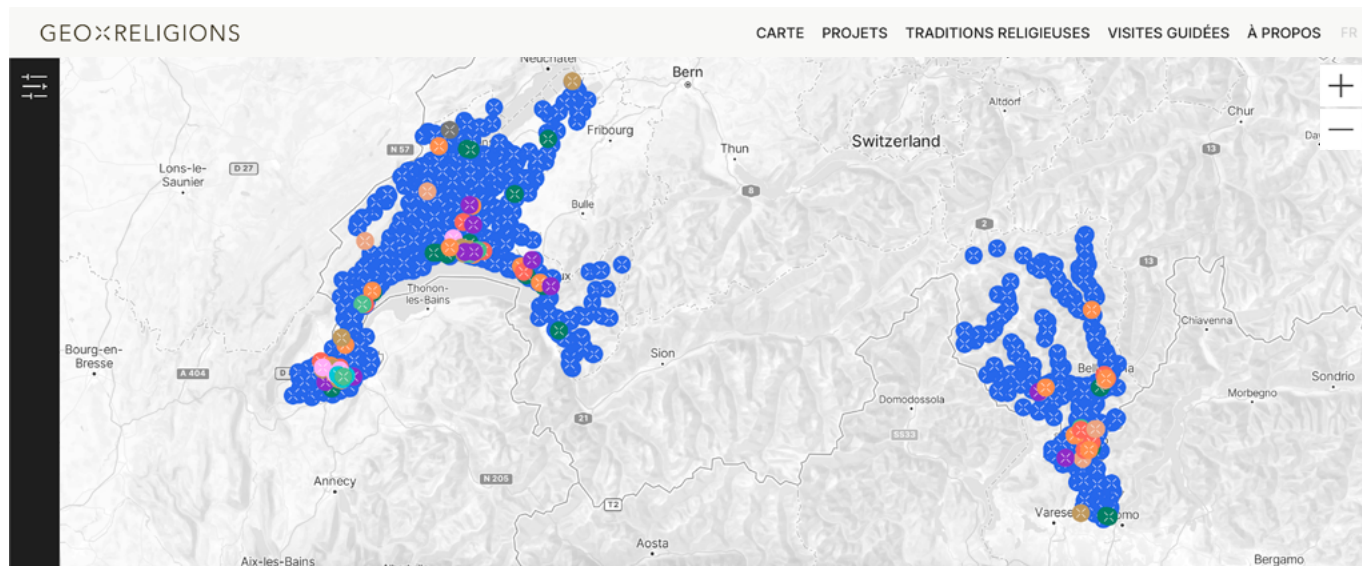 GEO RELIGIONS
CARTE PROJETS TRADITIONS RELIGIEUSES VISITES GUIDÉES À PROPOS FR
Neuchâtel
Bern
Altdorf
Chur
Fribourg
Switzerland
N 57
Thun
13
Lons-le-
Saunier
D 27
8
Bulle
2
13
Thonon-
les-Bains
Chiavenna
Bourg-en-
Bresse
Sion
A 404
Sondrio
Domodossola
Morbegno
21
SS33
Annecy
N 205
T2
Varese
Aosta
Aix-les-Bains
Bergamo